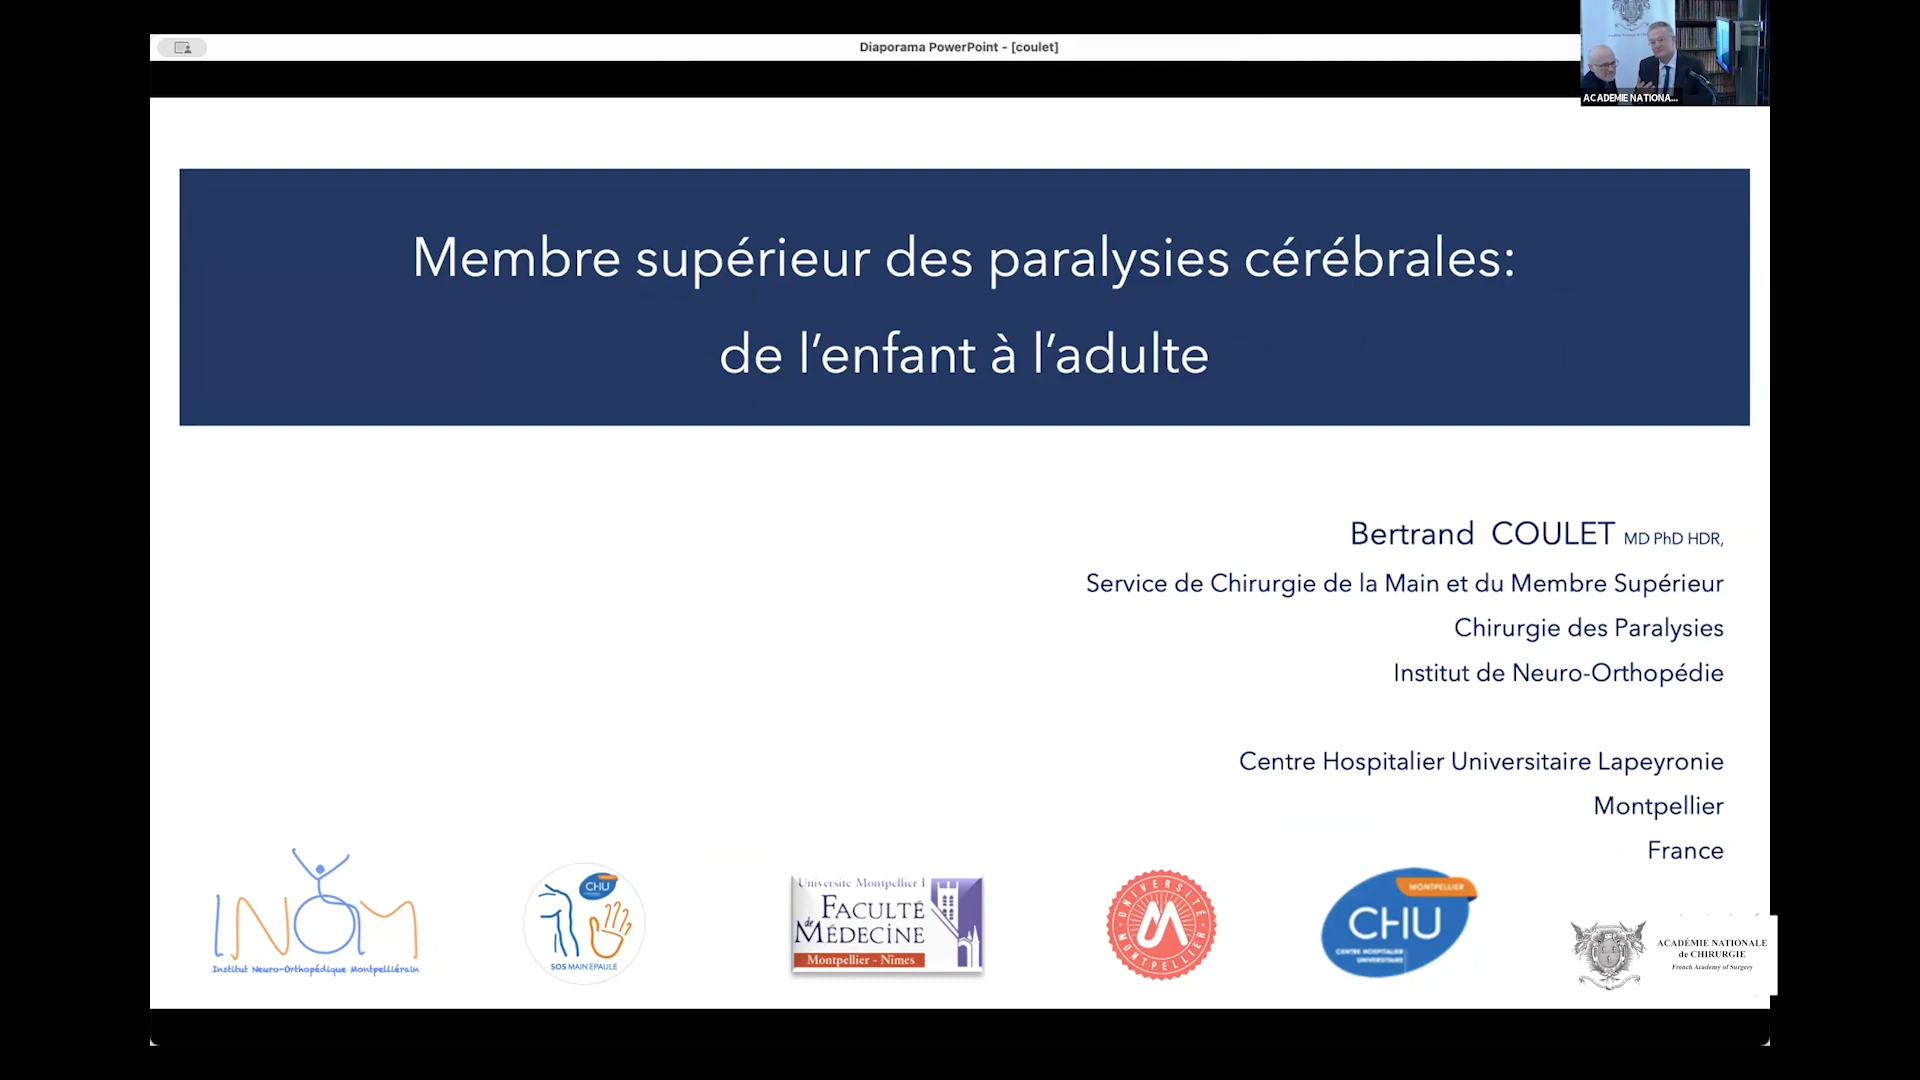 Diaporama PowerPoint - [coulet]
ACADEMIE NATIONA...
Membre supérieur des paralysies cérébrales:
de l’enfant à l’adulte
Bertrand COULET MD PhD HDR,
Service de Chirurgie de la Main et du Membre Supérieur
Chirurgie des Paralysies
Institut de Neuro-Orthopédie
Centre Hospitalier Universitaire Lapeyronie
Montpellier
France
INOM
Institut Neuro-Orthopédique Montpelliérain
CHU
SOS MAIN EPAULE
Université Montpellier I
FACULTÉ
de MÉDECINE
Montpellier - Nîmes
UNIVERSITÉ
MONTPELLIER
MONTPELLIER
CHU
CENTRE HOSPITALIER
UNIVERSITAIRE
ACADÉMIE NATIONALE
de CHIRURGIE
French Academy of Surgery